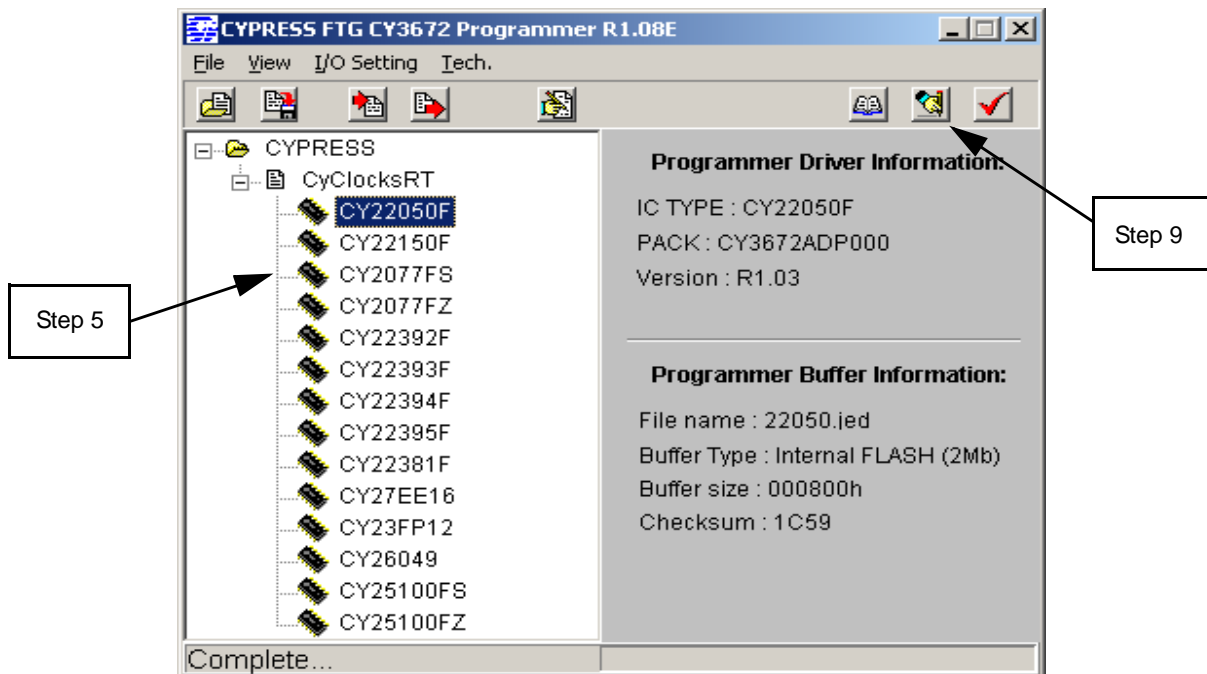 CYPRESS FTG CY3672 Programmer R1.08E
File View I/O Setting Tech.
CYPRESS
CyClocksRT
CY22050F
CY22150F
CY2077FS
CY2077FZ
CY22392F
CY22393F
CY22394F
CY22395F
CY22381F
CY27EE16
CY23FP12
CY26049
CY25100FS
CY25100FZ
Programmer Driver Information:
IC TYPE : CY22050F
PACK : CY3672ADP000
Version : R1.03
Programmer Buffer Information:
File name : 22050.jed
Buffer Type : Internal FLASH (2Mb)
Buffer size : 000800h
Checksum : 1C59
Complete...
Step 5
Step 9